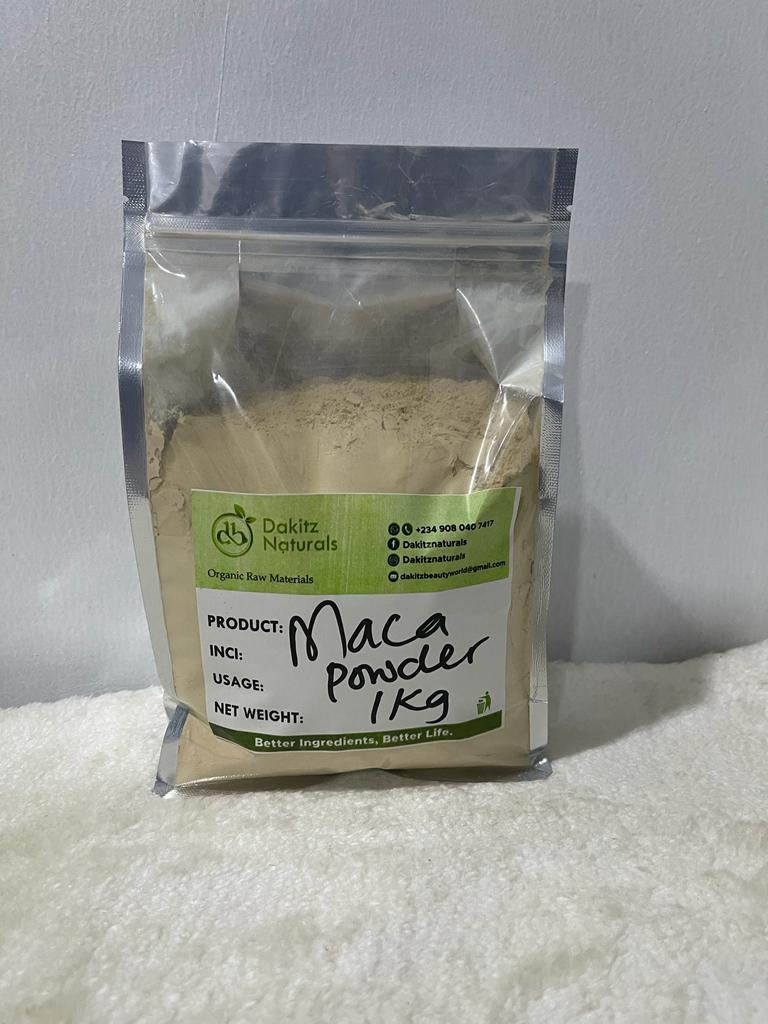 Dakitz
Naturals
Organic Raw Materials
+234 908 040 7417
Dakitznaturals
Dakitznaturals
dakitzbeautyworld@gmail.com
PRODUCT: Maca
INCI: powder
USAGE:
NET WEIGHT: 1kg
Better Ingredients, Better Life.